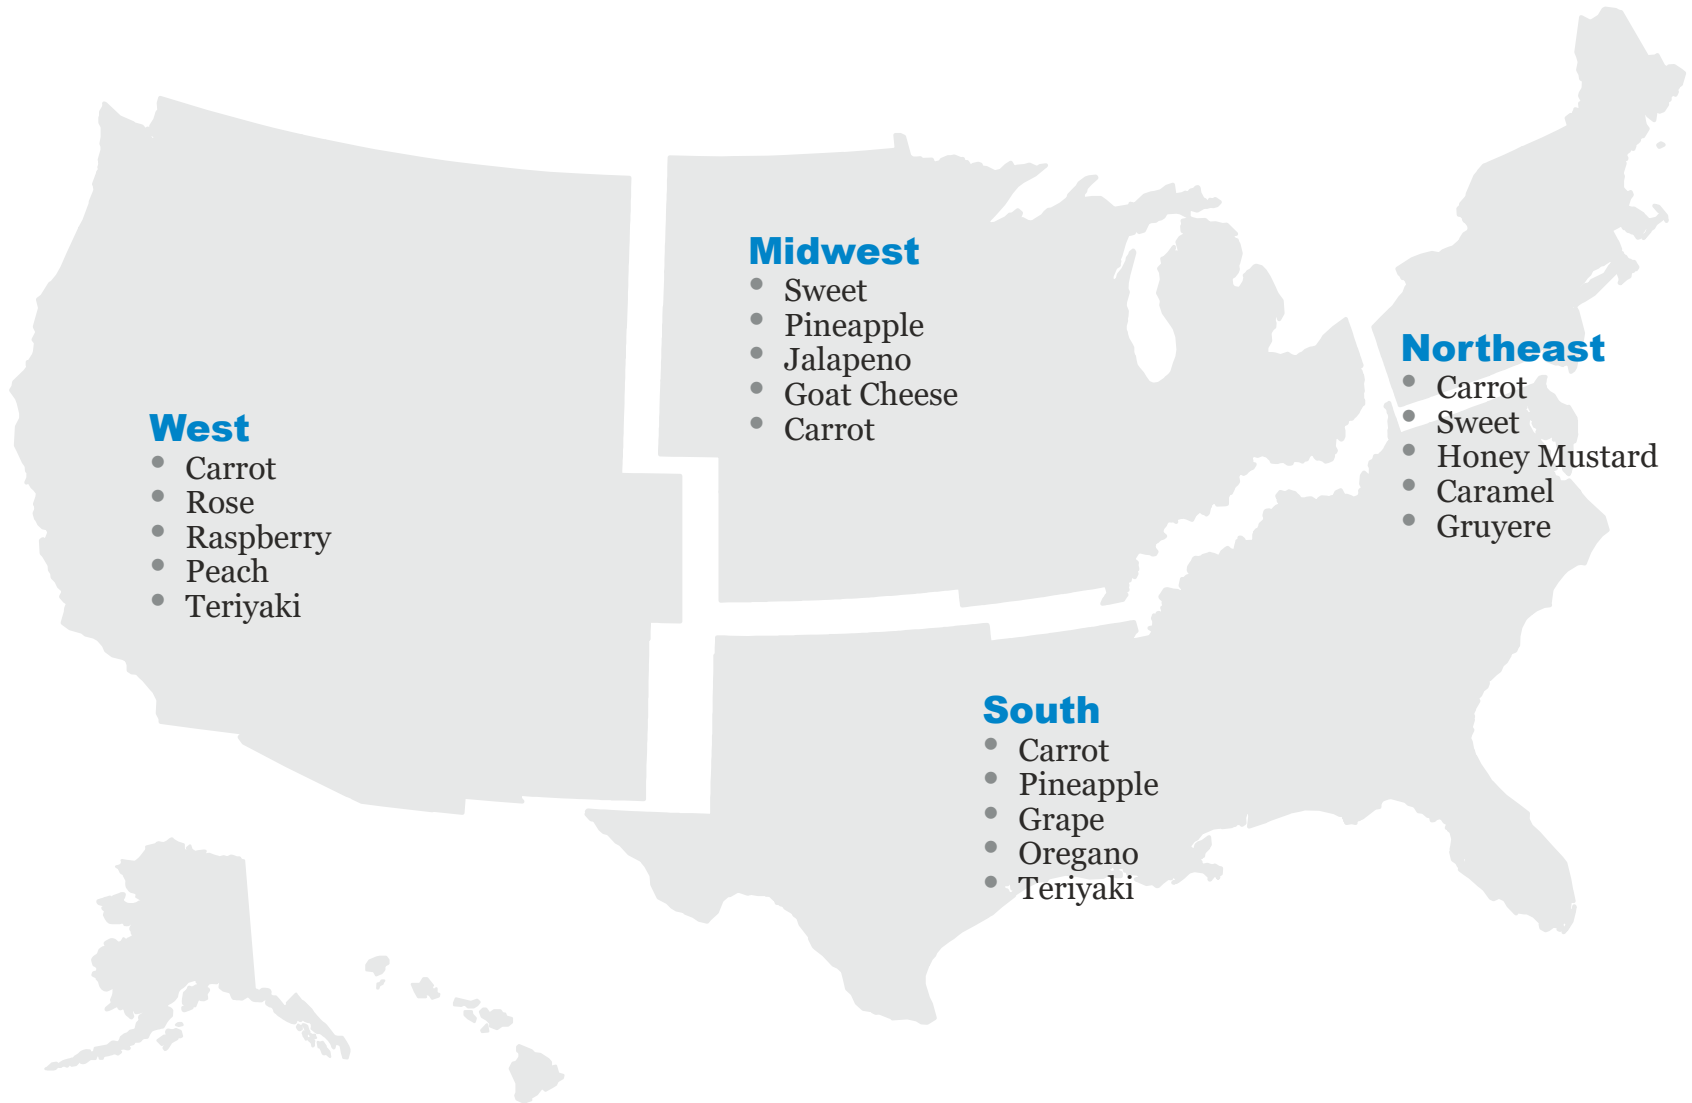 Midwest
• Sweet
• Pineapple
• Jalapeno
• Goat Cheese
• Carrot
Northeast
• Carrot
• Sweet
• Honey Mustard
• Caramel
• Gruyere
West
• Carrot
• Rose
• Raspberry
• Peach
• Teriyaki
South
• Carrot
• Pineapple
• Grape
• Oregano
• Teriyaki